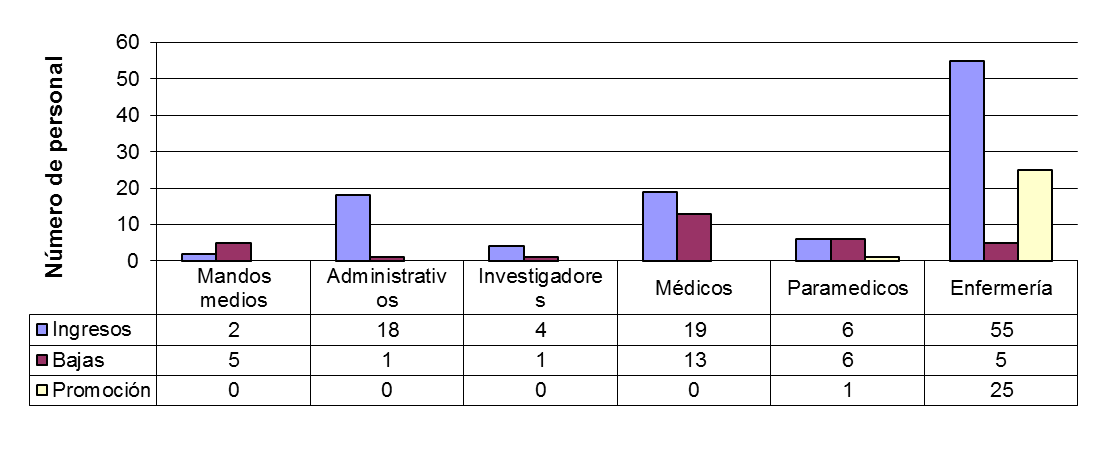 Número de personal
60
50
40
30
20
10
0
Mandos
medios
Administrativ
os
Investigadore
s
Médicos
Paramedicos
Enfermería
Ingresos 2 18 4 19 6 55
Bajas 5 1 1 13 6 5
Promoción 0 0 0 0 1 25